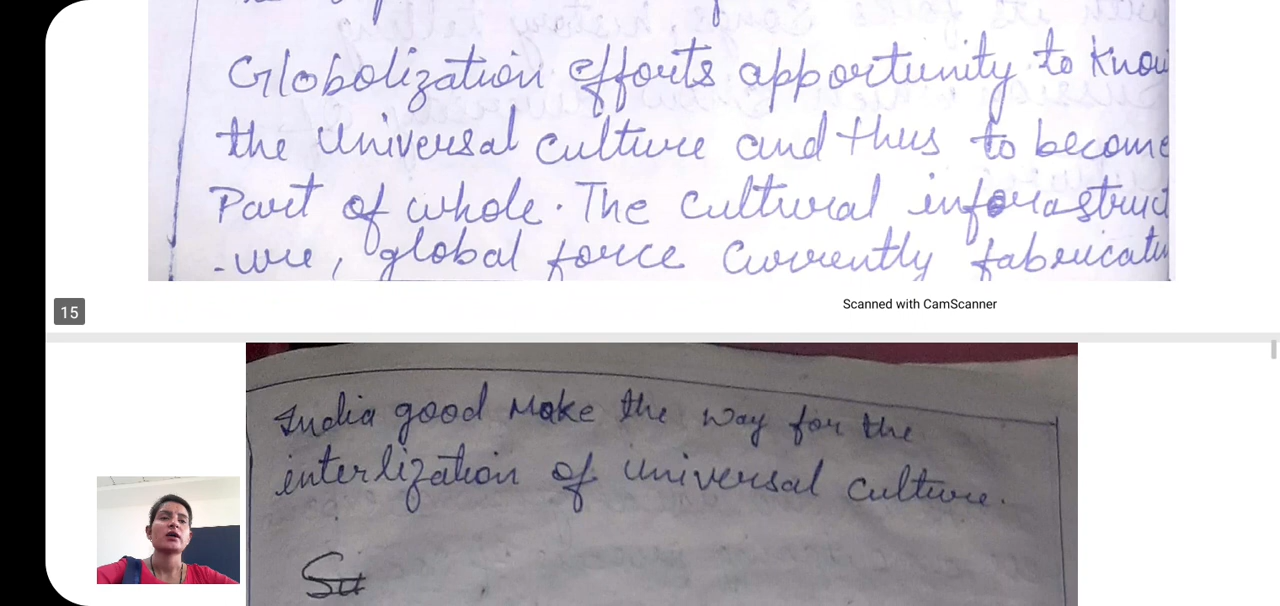 Globolization efforts apportunity to Know
the Universal culture and thus to become
Part of whole. The cultural inforastruct
-ure, global force currently fabricatin
15
Scanned with CamScanner
India good Make the way for the
interlization of universal culture.